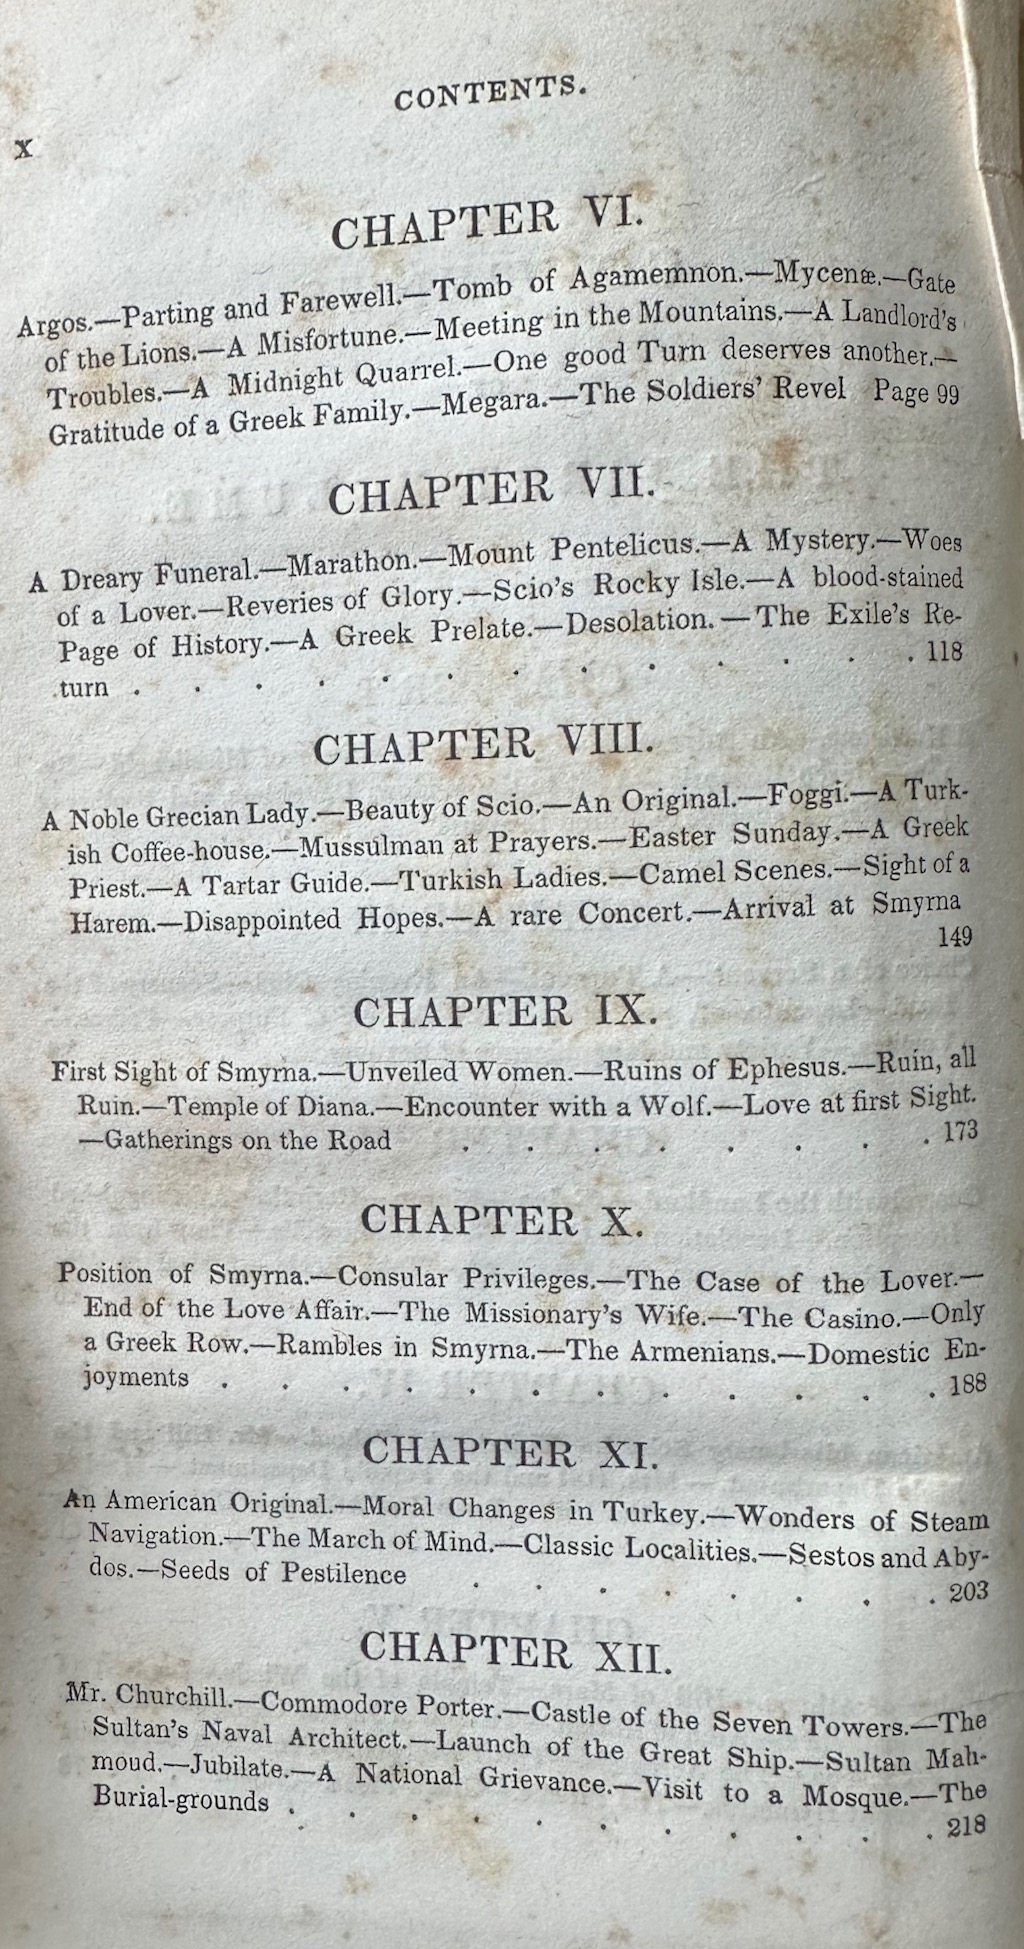 CONTENTS.
X
CHAPTER VI.
Argos.—Parting and Farewell.—Tomb of Agamemnon.—Mycenæ.—Gate
of the Lions.—A Misfortune.—Meeting in the Mountains.—A Landlord's
Troubles.—A Midnight Quarrel.—One good Turn deserves another.—
Gratitude of a Greek Family.—Megara.—The Soldiers' Revel Page 99
CHAPTER VII.
A Dreary Funeral.—Marathon.—Mount Pentelicus.—A Mystery.—Woes
of a Lover.—Reveries of Glory.—Scio's Rocky Isle.—A blood-stained
Page of History.—A Greek Prelate.—Desolation.—The Exile's Re-
turn . . . . . . . . . . . . . 118
CHAPTER VIII.
A Noble Grecian Lady.—Beauty of Scio.—An Original.—Foggi.—A Turk-
ish Coffee-house.—Mussulman at Prayers.—Easter Sunday.—A Greek
Priest.—A Tartar Guide.—Turkish Ladies.—Camel Scenes.—Sight of a
Harem.—Disappointed Hopes.—A rare Concert.—Arrival at Smyrna
149
CHAPTER IX.
First Sight of Smyrna.—Unveiled Women.—Ruins of Ephesus.—Ruin, all
Ruin.—Temple of Diana.—Encounter with a Wolf.—Love at first Sight.
—Gatherings on the Road . . . . . . . . 173
CHAPTER X.
Position of Smyrna.—Consular Privileges.—The Case of the Lover.—
End of the Love Affair.—The Missionary's Wife.—The Casino.—Only
a Greek Row.—Rambles in Smyrna.—The Armenians.—Domestic En-
joyments . . . . . . . . . . . . 188
CHAPTER XI.
An American Original.—Moral Changes in Turkey.—Wonders of Steam
Navigation.—The March of Mind.—Classic Localities.—Sestos and Aby-
dos.—Seeds of Pestilence . . . . . . . . 203
CHAPTER XII.
Mr. Churchill.—Commodore Porter.—Castle of the Seven Towers.—The
Sultan's Naval Architect.—Launch of the Great Ship.—Sultan Mah-
moud.—Jubilate.—A National Grievance.—Visit to a Mosque.—The
Burial-grounds . . . . . . . . . . . 218